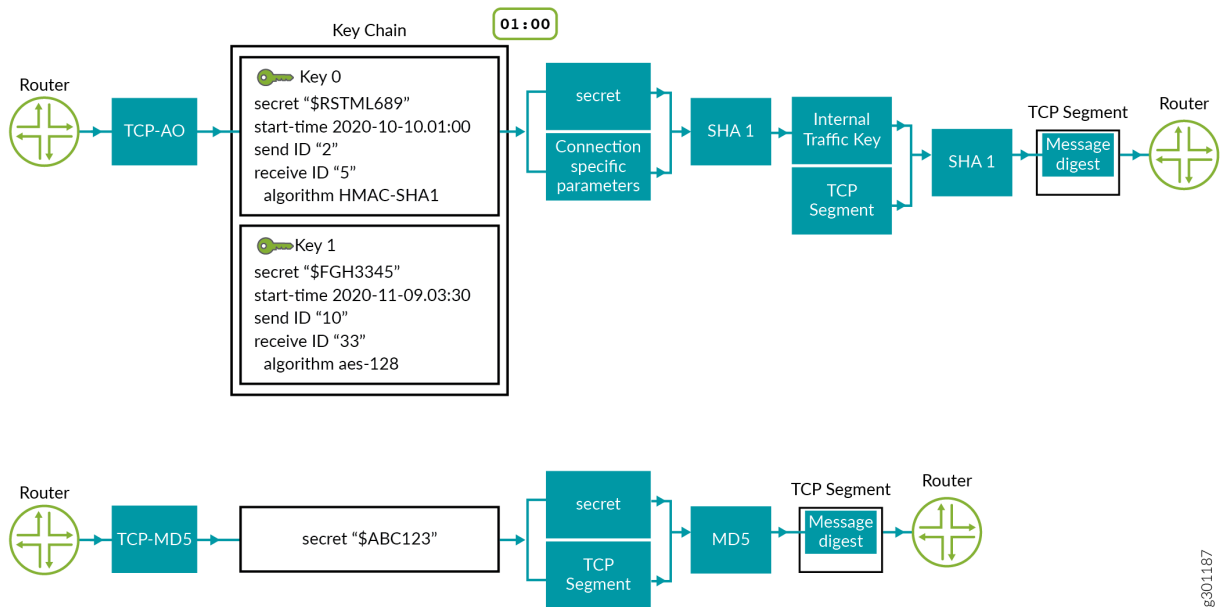 01:00
Key Chain
Router
TCP-AO
Key 0
secret “$RSTML689”
start-time 2020-10-10.01:00
send ID “2”
receive ID “5”
algorithm HMAC-SHA1
Key 1
secret “$FGH3345”
start-time 2020-11-09.03:30
send ID “10”
receive ID “33”
algorithm aes-128
secret
Connection
specific
parameters
SHA 1
Internal
Traffic Key
TCP
Segment
SHA 1
TCP Segment
Message
digest
Router
Router
TCP-MD5
secret “$ABC123”
secret
TCP
Segment
MD5
TCP Segment
Message
digest
Router
g301187